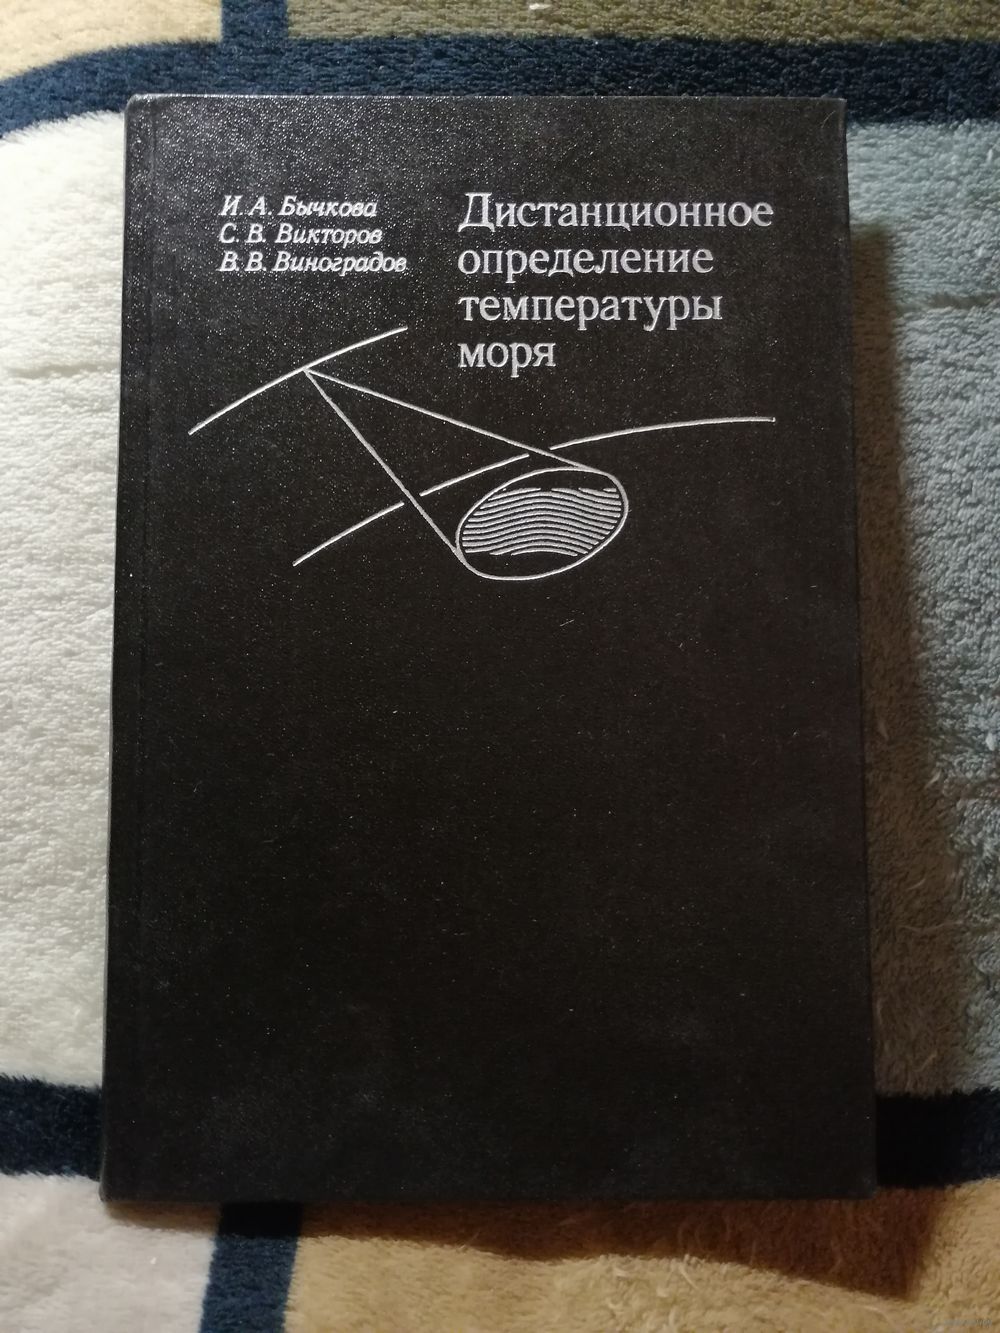 И. А. Бычкова
С. В. Викторов
В. В. Виноградов
Дистанционное
определение
температуры
моря